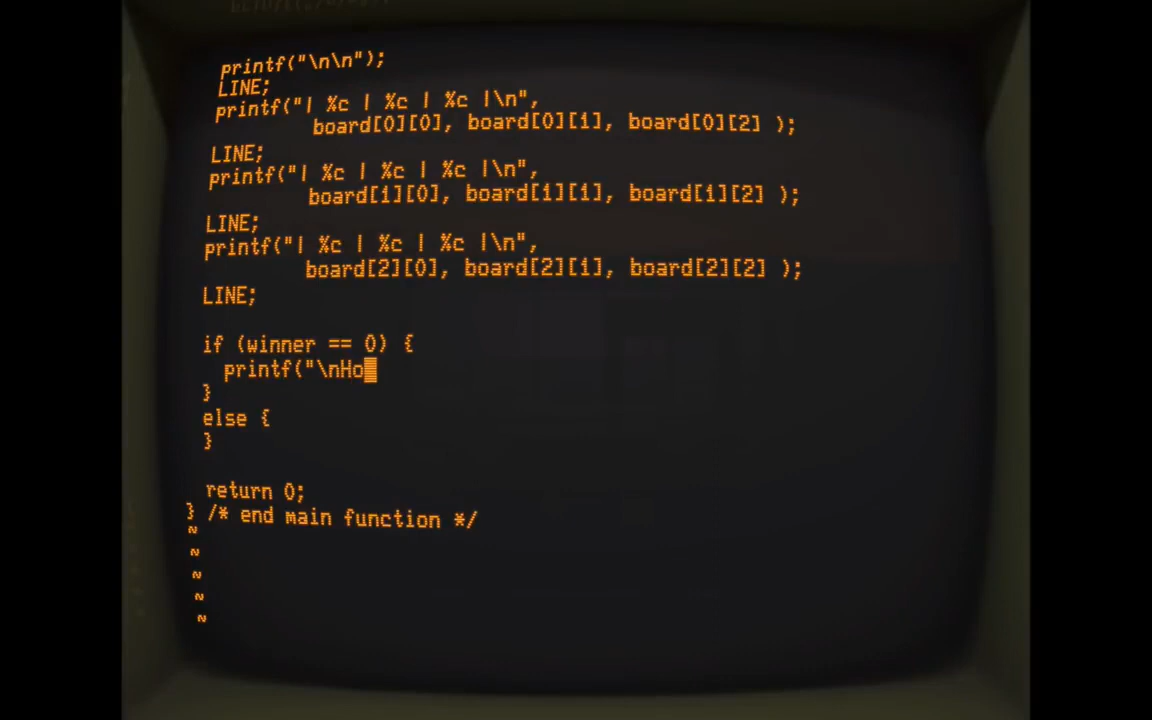 printf("\n\n");
LINE;
printf("| %c | %c | %c |\n",
board[0][0], board[0][1], board[0][2] );
LINE;
printf("| %c | %c | %c |\n",
board[1][0], board[1][1], board[1][2] );
LINE;
printf("| %c | %c | %c |\n",
board[2][0], board[2][1], board[2][2] );
LINE;
if (winner == 0) {
printf("\nHo
}
else {
}
return 0;
} /* end main function */
~
~
~
~
~